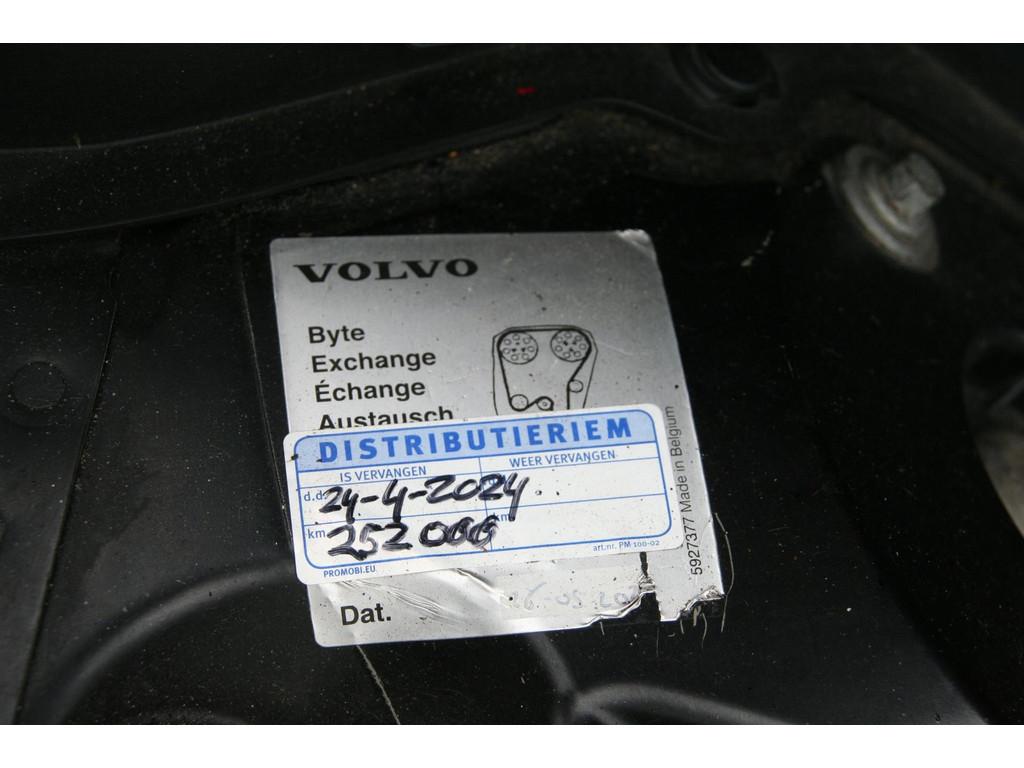 VOLVO
Byte
Exchange
Échange
Austausch
DISTRIBUTIERIEM
IS VERVANGEN WEER VERVANGEN
d.d. 24-4-2024
km 252000 km
art.nr. PM 100-02
PROMOBI.EU
Dat.
5927377 Made in Belgium